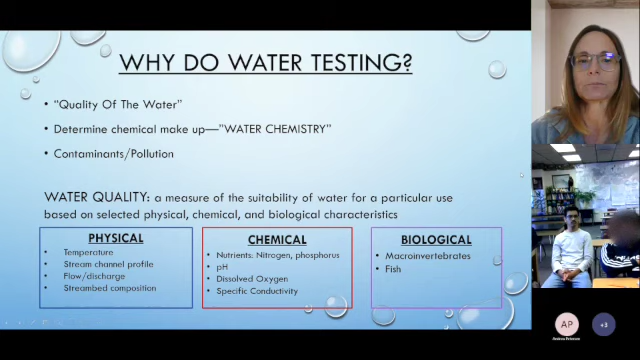 WHY DO WATER TESTING?
• "Quality Of The Water"
• Determine chemical make up—"WATER CHEMISTRY"
• Contaminants/Pollution
WATER QUALITY: a measure of the suitability of water for a particular use
based on selected physical, chemical, and biological characteristics
PHYSICAL
• Temperature
• Stream channel profile
• Flow/discharge
• Streambed composition
CHEMICAL
• Nutrients: Nitrogen, phosphorus
• pH
• Dissolved Oxygen
• Specific Conductivity
BIOLOGICAL
• Macroinvertebrates
• Fish
AP
+3